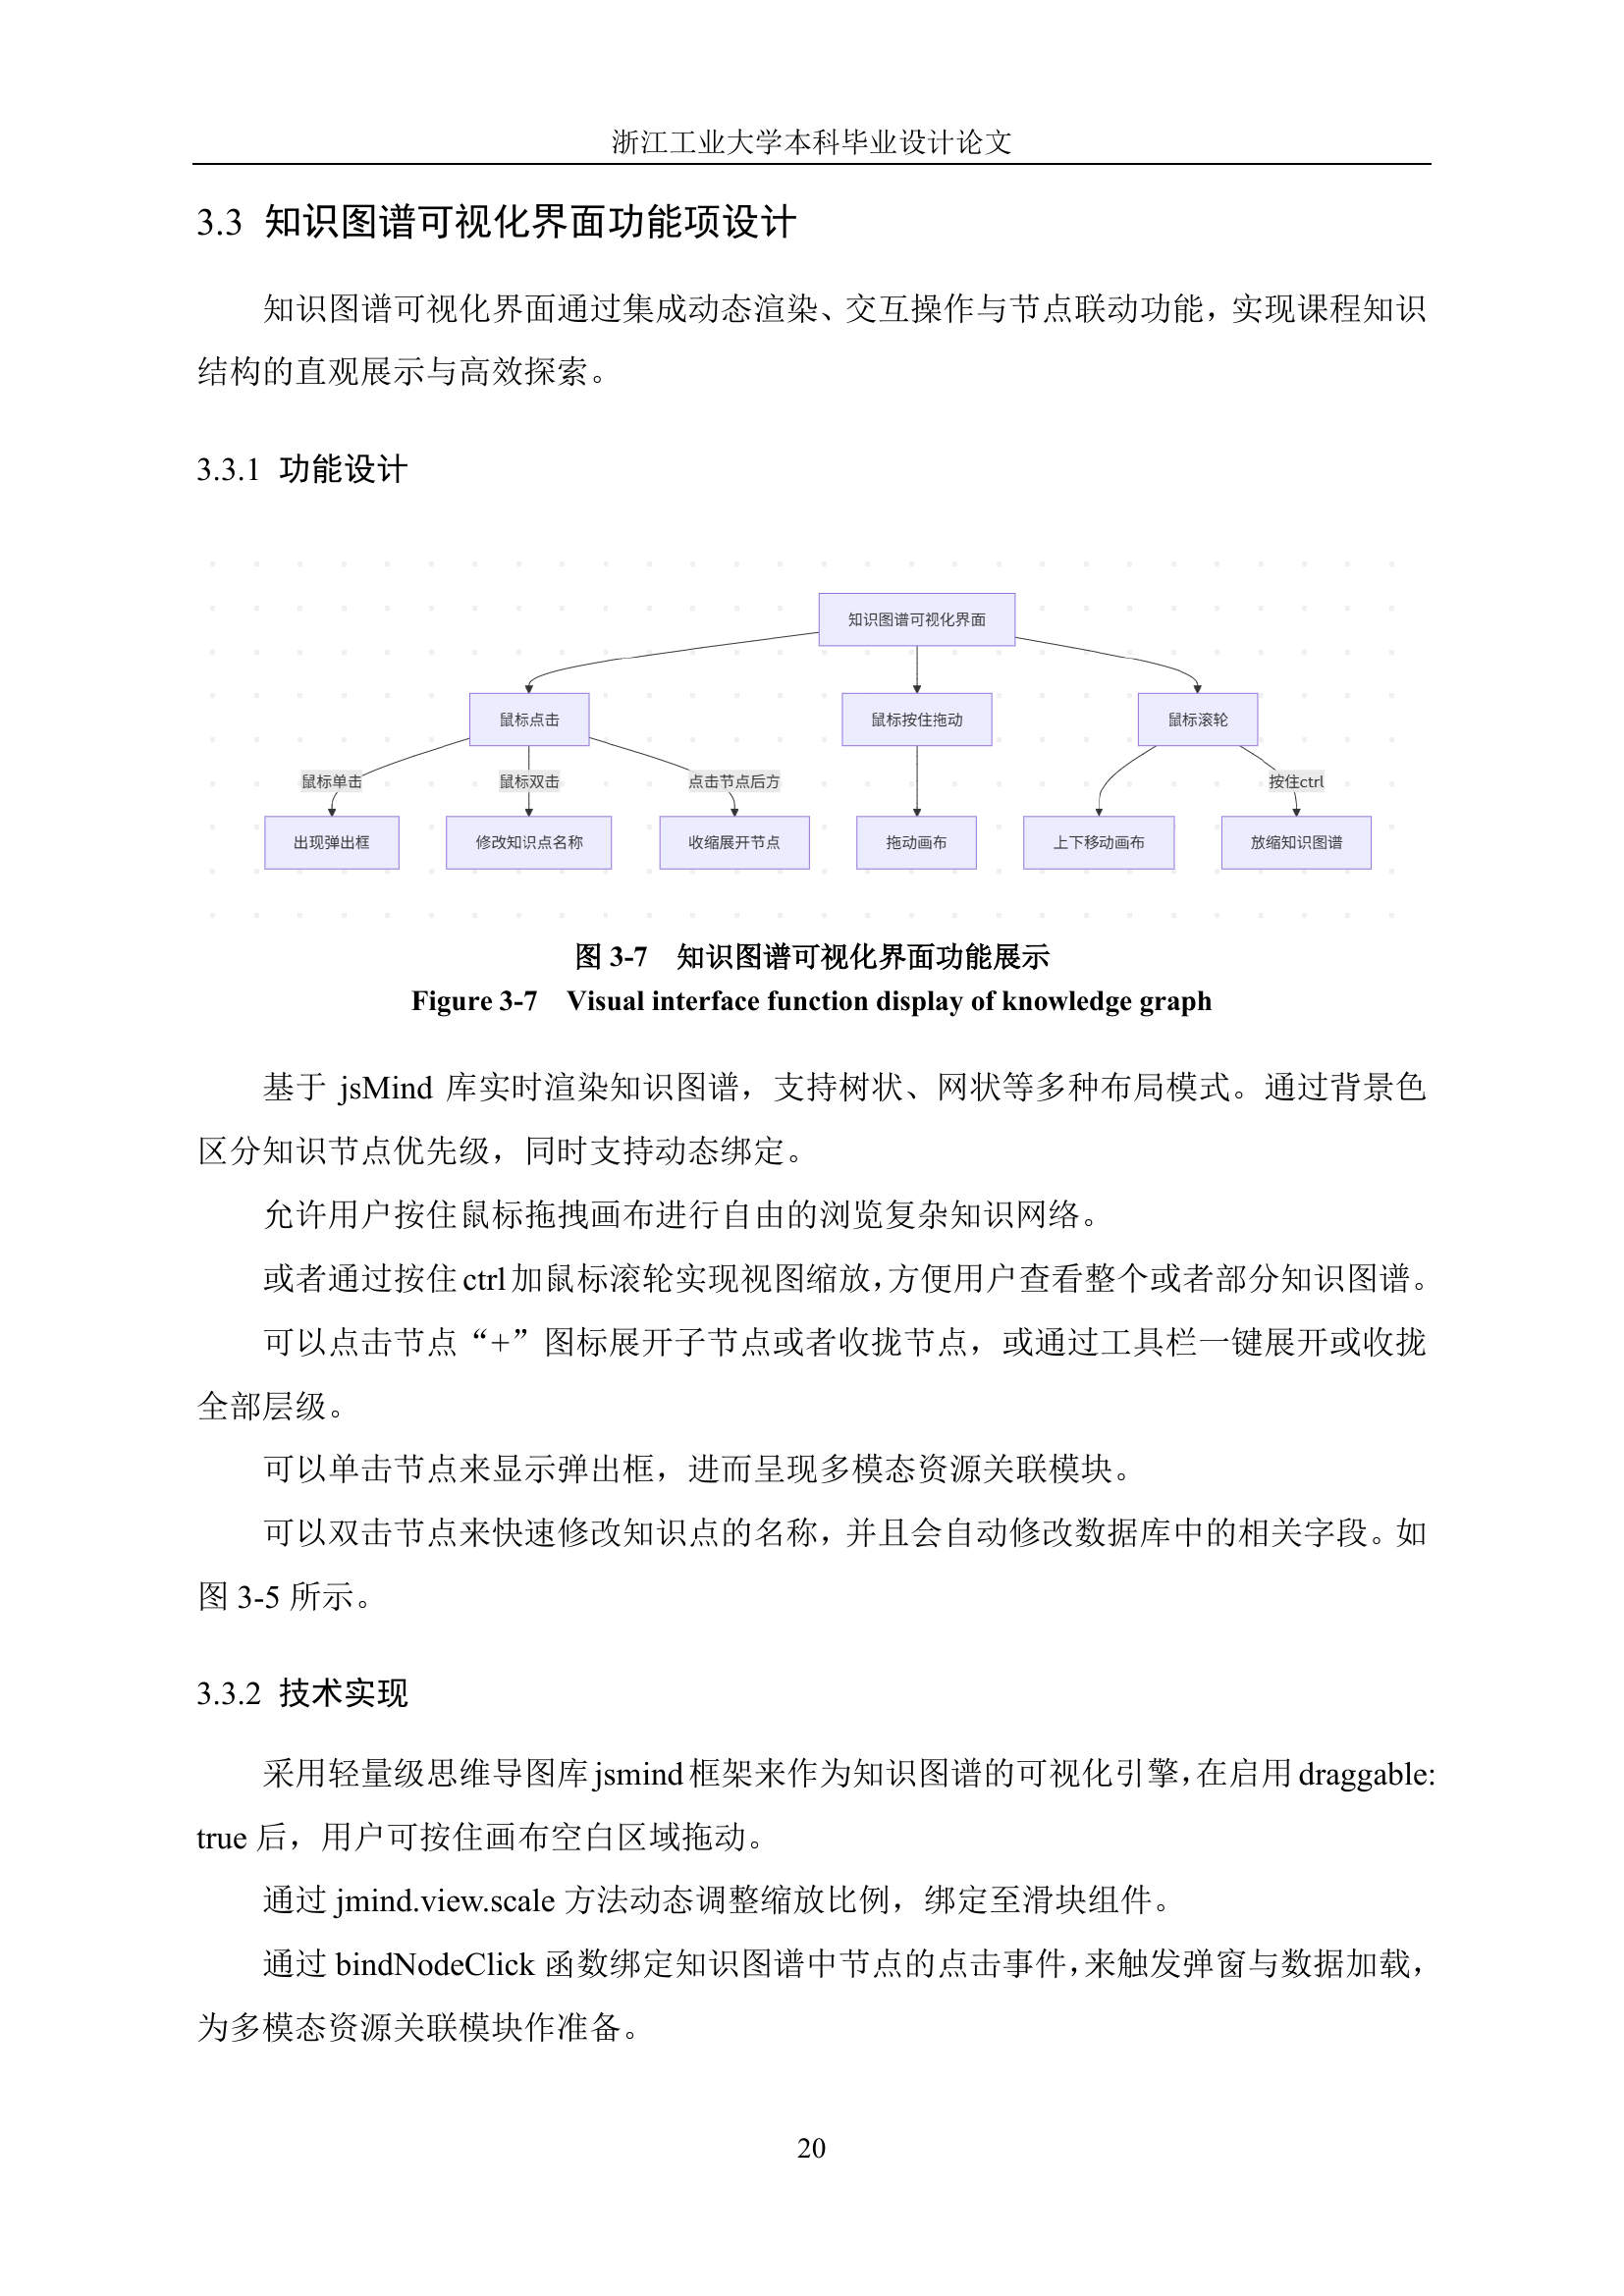 浙江工业大学本科毕业设计论文
3.3 知识图谱可视化界面功能项设计
知识图谱可视化界面通过集成动态渲染、交互操作与节点联动功能，实现课程知识
结构的直观展示与高效探索。
3.3.1 功能设计
知识图谱可视化界面
鼠标点击 鼠标按住拖动 鼠标滚轮
鼠标单击 鼠标双击 点击节点后方 按住ctrl
出现弹出框 修改知识点名称 收缩展开节点 拖动画布 上下移动画布 放缩知识图谱
图 3-7 知识图谱可视化界面功能展示
Figure 3-7 Visual interface function display of knowledge graph
基于 jsMind 库实时渲染知识图谱，支持树状、网状等多种布局模式。通过背景色
区分知识节点优先级，同时支持动态绑定。
允许用户按住鼠标拖拽画布进行自由的浏览复杂知识网络。
或者通过按住 ctrl 加鼠标滚轮实现视图缩放，方便用户查看整个或者部分知识图谱。
可以点击节点“+”图标展开子节点或者收拢节点，或通过工具栏一键展开或收拢
全部层级。
可以单击节点来显示弹出框，进而呈现多模态资源关联模块。
可以双击节点来快速修改知识点的名称，并且会自动修改数据库中的相关字段。如
图 3-5 所示。
3.3.2 技术实现
采用轻量级思维导图库 jsmind 框架来作为知识图谱的可视化引擎，在启用 draggable:
true 后，用户可按住画布空白区域拖动。
通过 jmind.view.scale 方法动态调整缩放比例，绑定至滑块组件。
通过 bindNodeClick 函数绑定知识图谱中节点的点击事件，来触发弹窗与数据加载，
为多模态资源关联模块作准备。
20